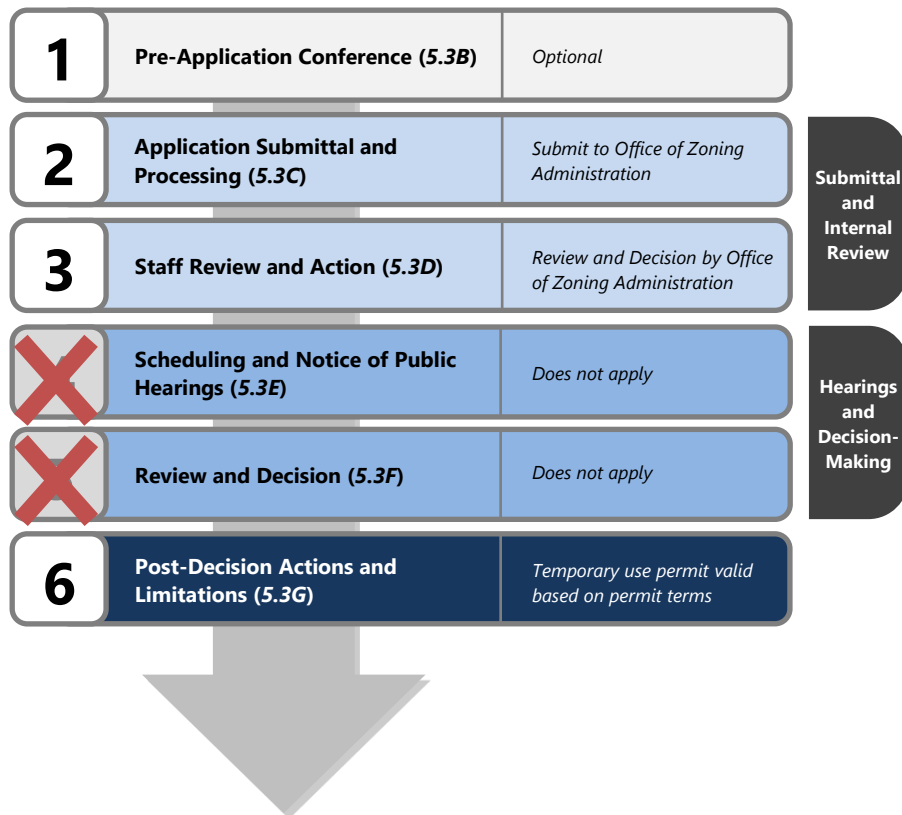 1
Pre-Application Conference (5.3B)
Optional
2
Application Submittal and
Processing (5.3C)
Submit to Office of Zoning
Administration
3
Staff Review and Action (5.3D)
Review and Decision by Office
of Zoning Administration
Submittal
and
Internal
Review
Scheduling and Notice of Public
Hearings (5.3E)
Does not apply
Review and Decision (5.3F)
Does not apply
Hearings
and
Decision-
Making
6
Post-Decision Actions and
Limitations (5.3G)
Temporary use permit valid
based on permit terms